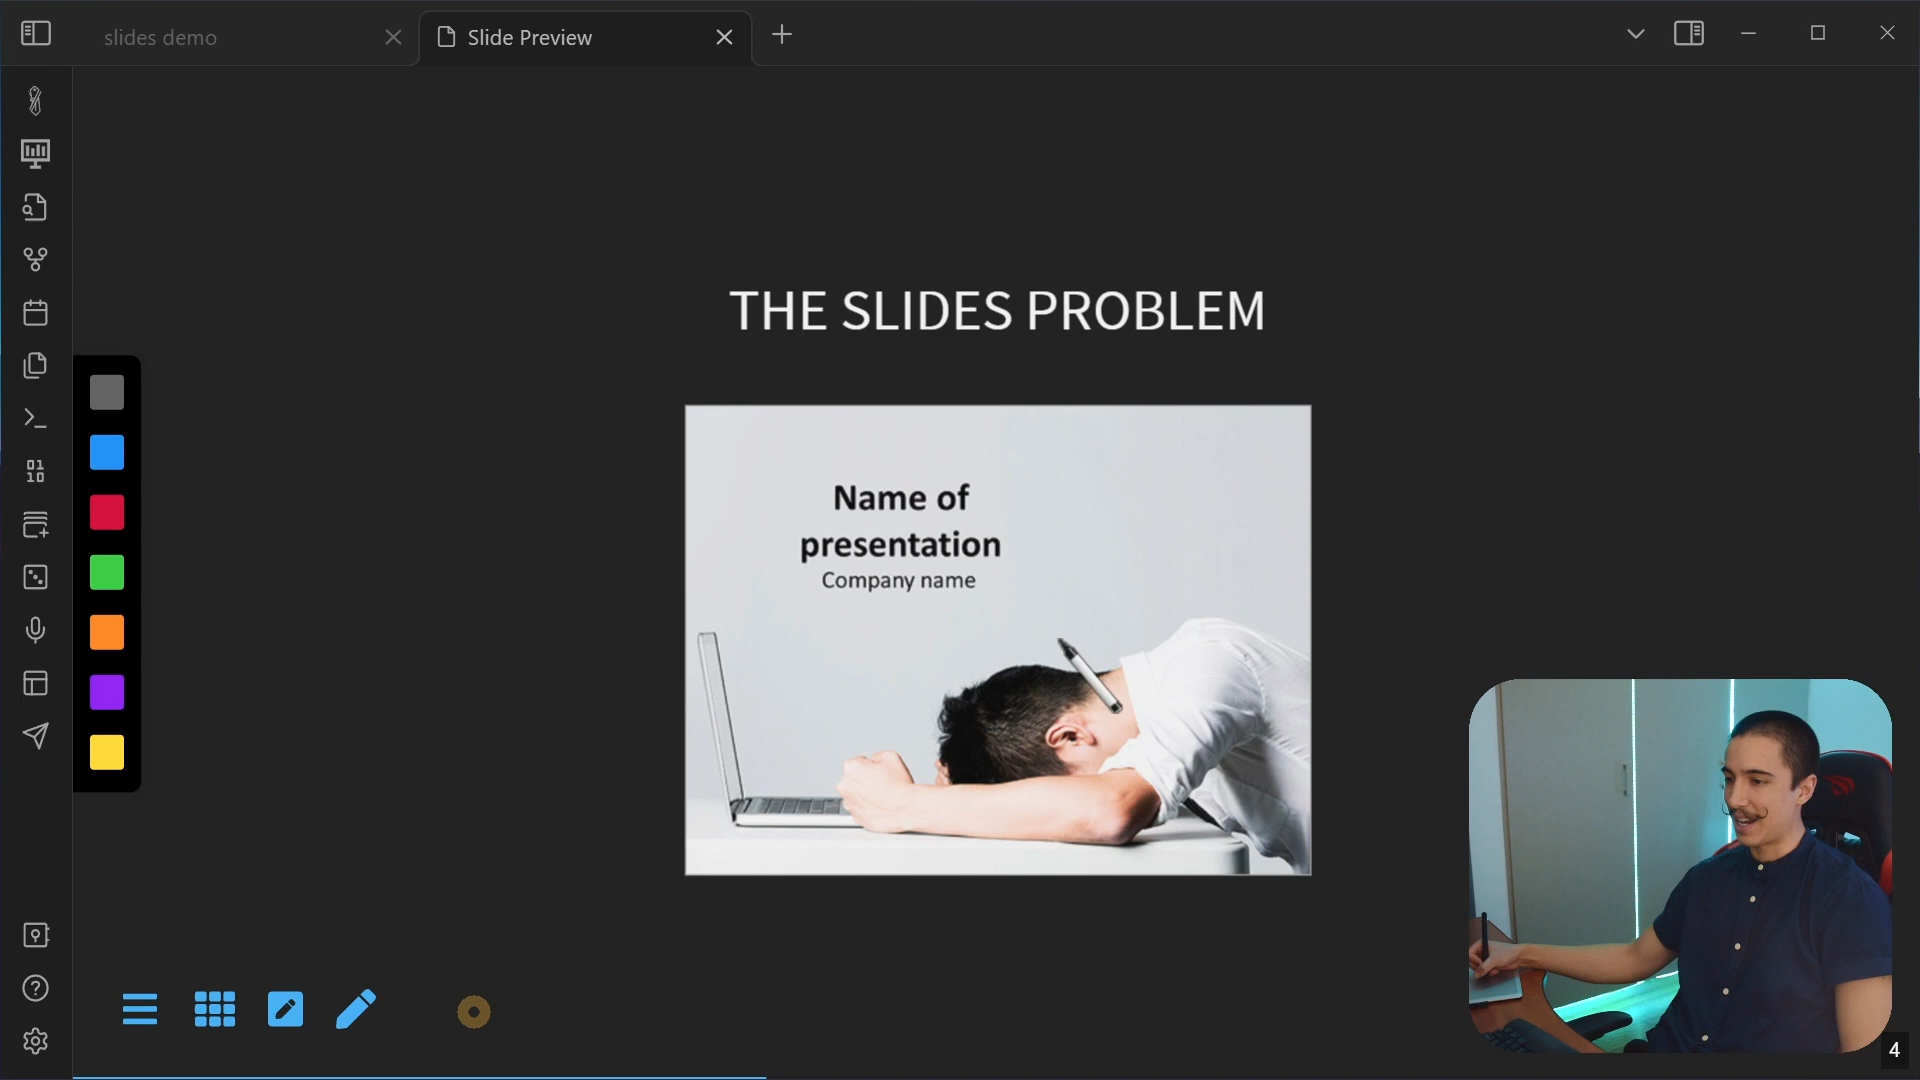 slides demo
Slide Preview
THE SLIDES PROBLEM
Name of
presentation
Company name
4